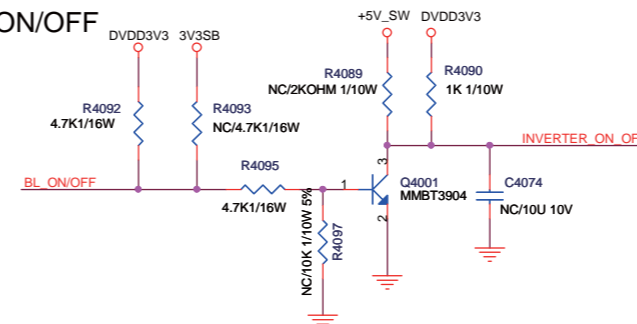 ON/OFF
DVDD3V3
3V3SB
+5V_SW
DVDD3V3
R4092
4.7K1/16W
R4093
NC/4.7K1/16W
R4089
NC/2KOHM 1/10W
R4090
1K 1/10W
INVERTER_ON_OF
BL_ON/OFF
R4095
4.7K1/16W
NC/10K 1/10W 5%
R4097
1
3
2
Q4001
MMBT3904
C4074
NC/10U 10V